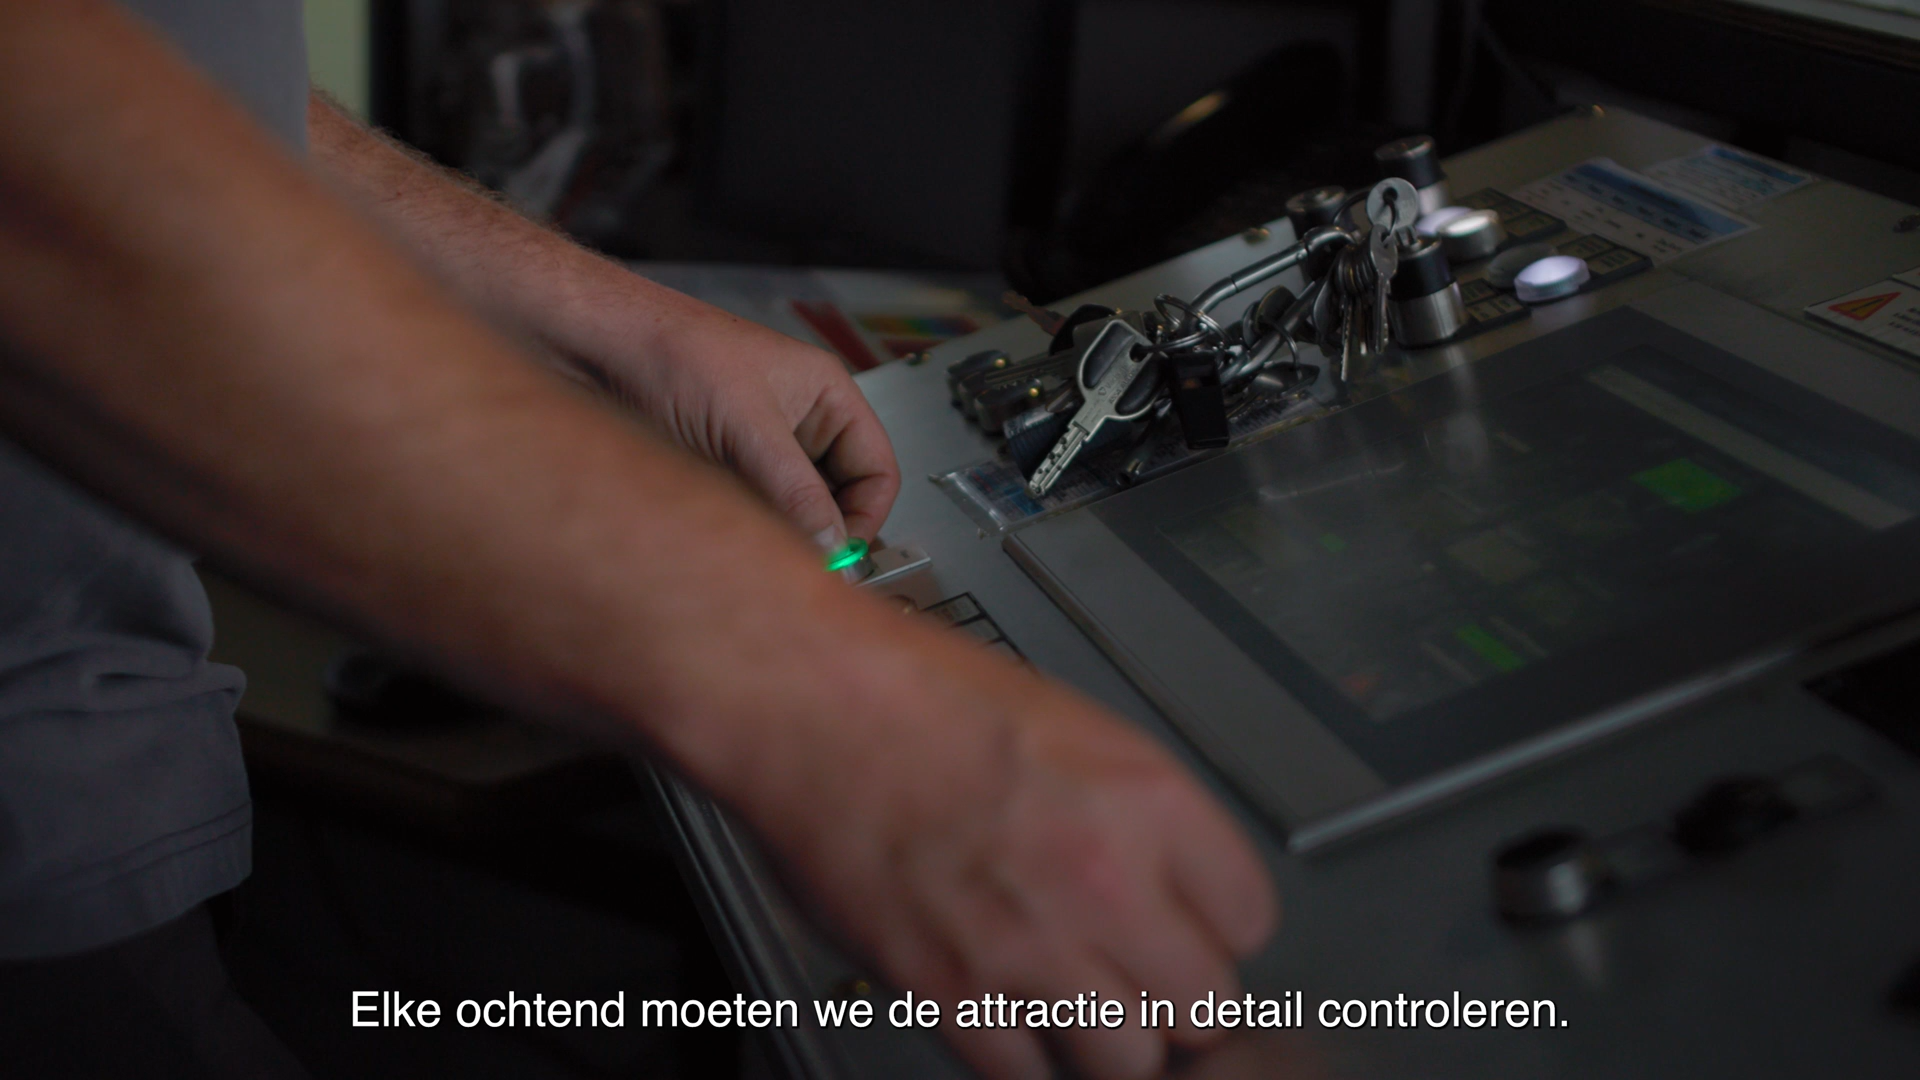 Elke ochtend moeten we de attractie in detail controleren.